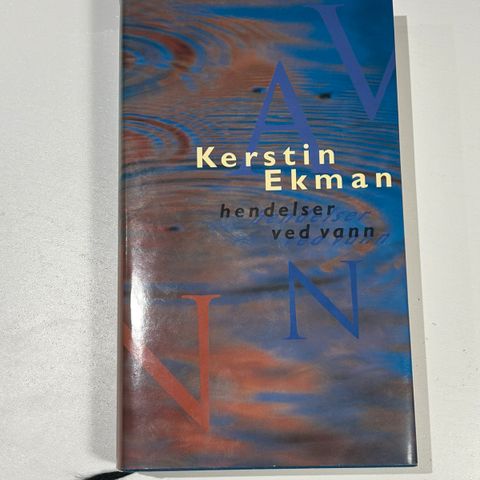 V
A
Kerstin
Ekman
hendelser
ved vann
N
N